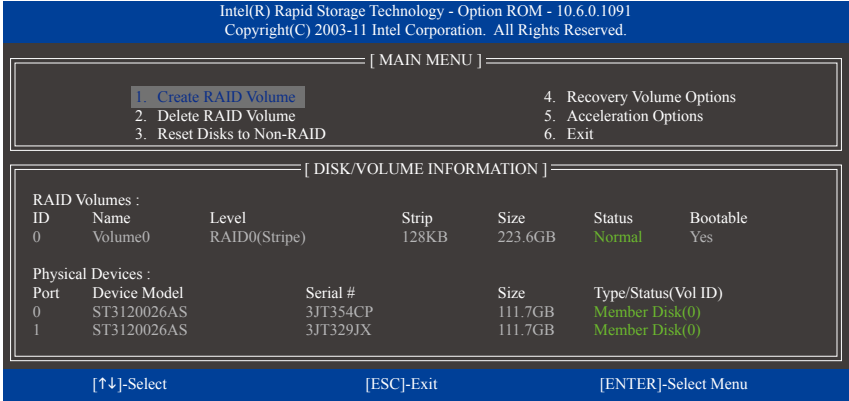 Intel(R) Rapid Storage Technology - Option ROM - 10.6.0.1091
Copyright(C) 2003-11 Intel Corporation. All Rights Reserved.
[ MAIN MENU ]
1. Create RAID Volume 4. Recovery Volume Options
2. Delete RAID Volume 5. Acceleration Options
3. Reset Disks to Non-RAID 6. Exit
[ DISK/VOLUME INFORMATION ]
RAID Volumes :
ID Name Level Strip Size Status Bootable
0 Volume0 RAID0(Stripe) 128KB 223.6GB Normal Yes
Physical Devices :
Port Device Model Serial # Size Type/Status(Vol ID)
0 ST3120026AS 3JT354CP 111.7GB Member Disk(0)
1 ST3120026AS 3JT329JX 111.7GB Member Disk(0)
[↑↓]-Select [ESC]-Exit [ENTER]-Select Menu